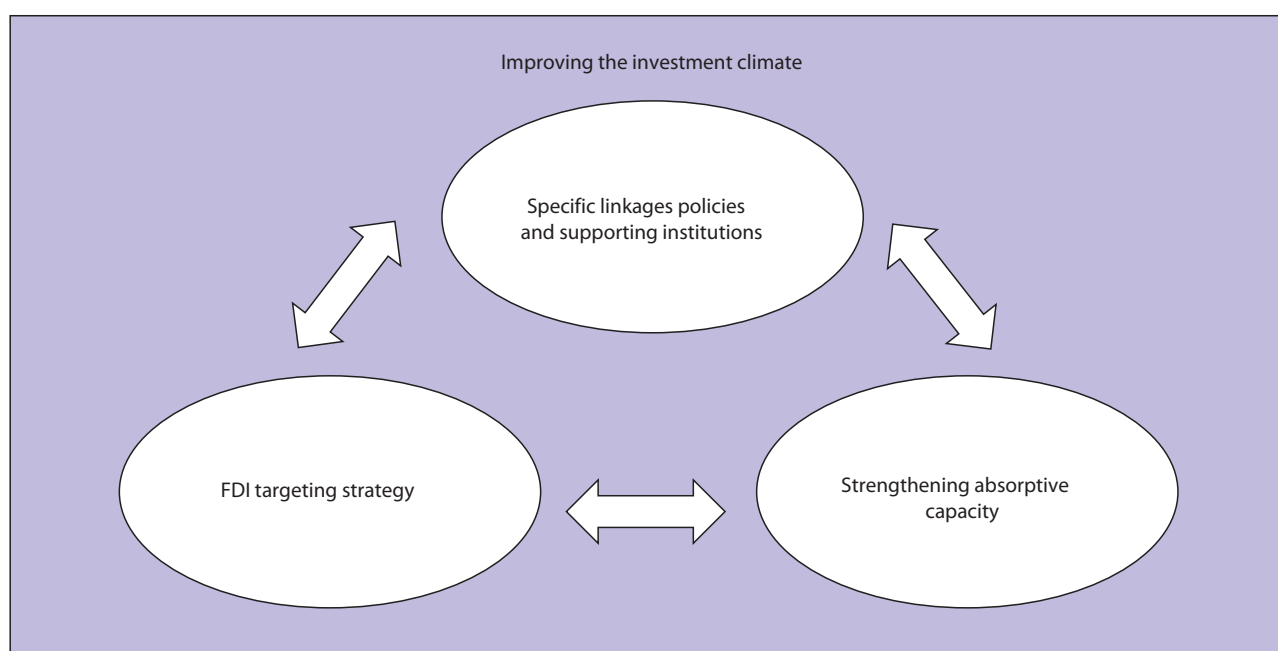 Improving the investment climate
Specific linkages policies
and supporting institutions
FDI targeting strategy
Strengthening absorptive
capacity